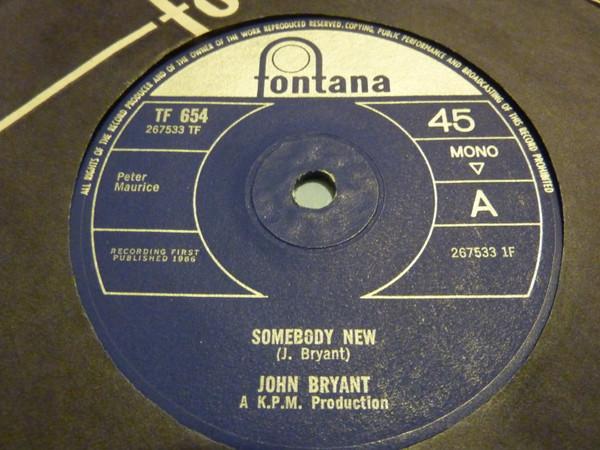 fo
ALL RIGHTS OF THE RECORD PRODUCER AND OF THE OWNER OF THE WORK REPRODUCED RESERVED. COPYING, PUBLIC PERFORMANCE AND BROADCASTING OF THIS RECORD PROHIBITED
fontana
TF 654
267533 TF
45
MONO
Peter
Maurice
A
RECORDING FIRST
PUBLISHED 1966
267533 1F
SOMEBODY NEW
(J. Bryant)
JOHN BRYANT
A K.P.M. Production